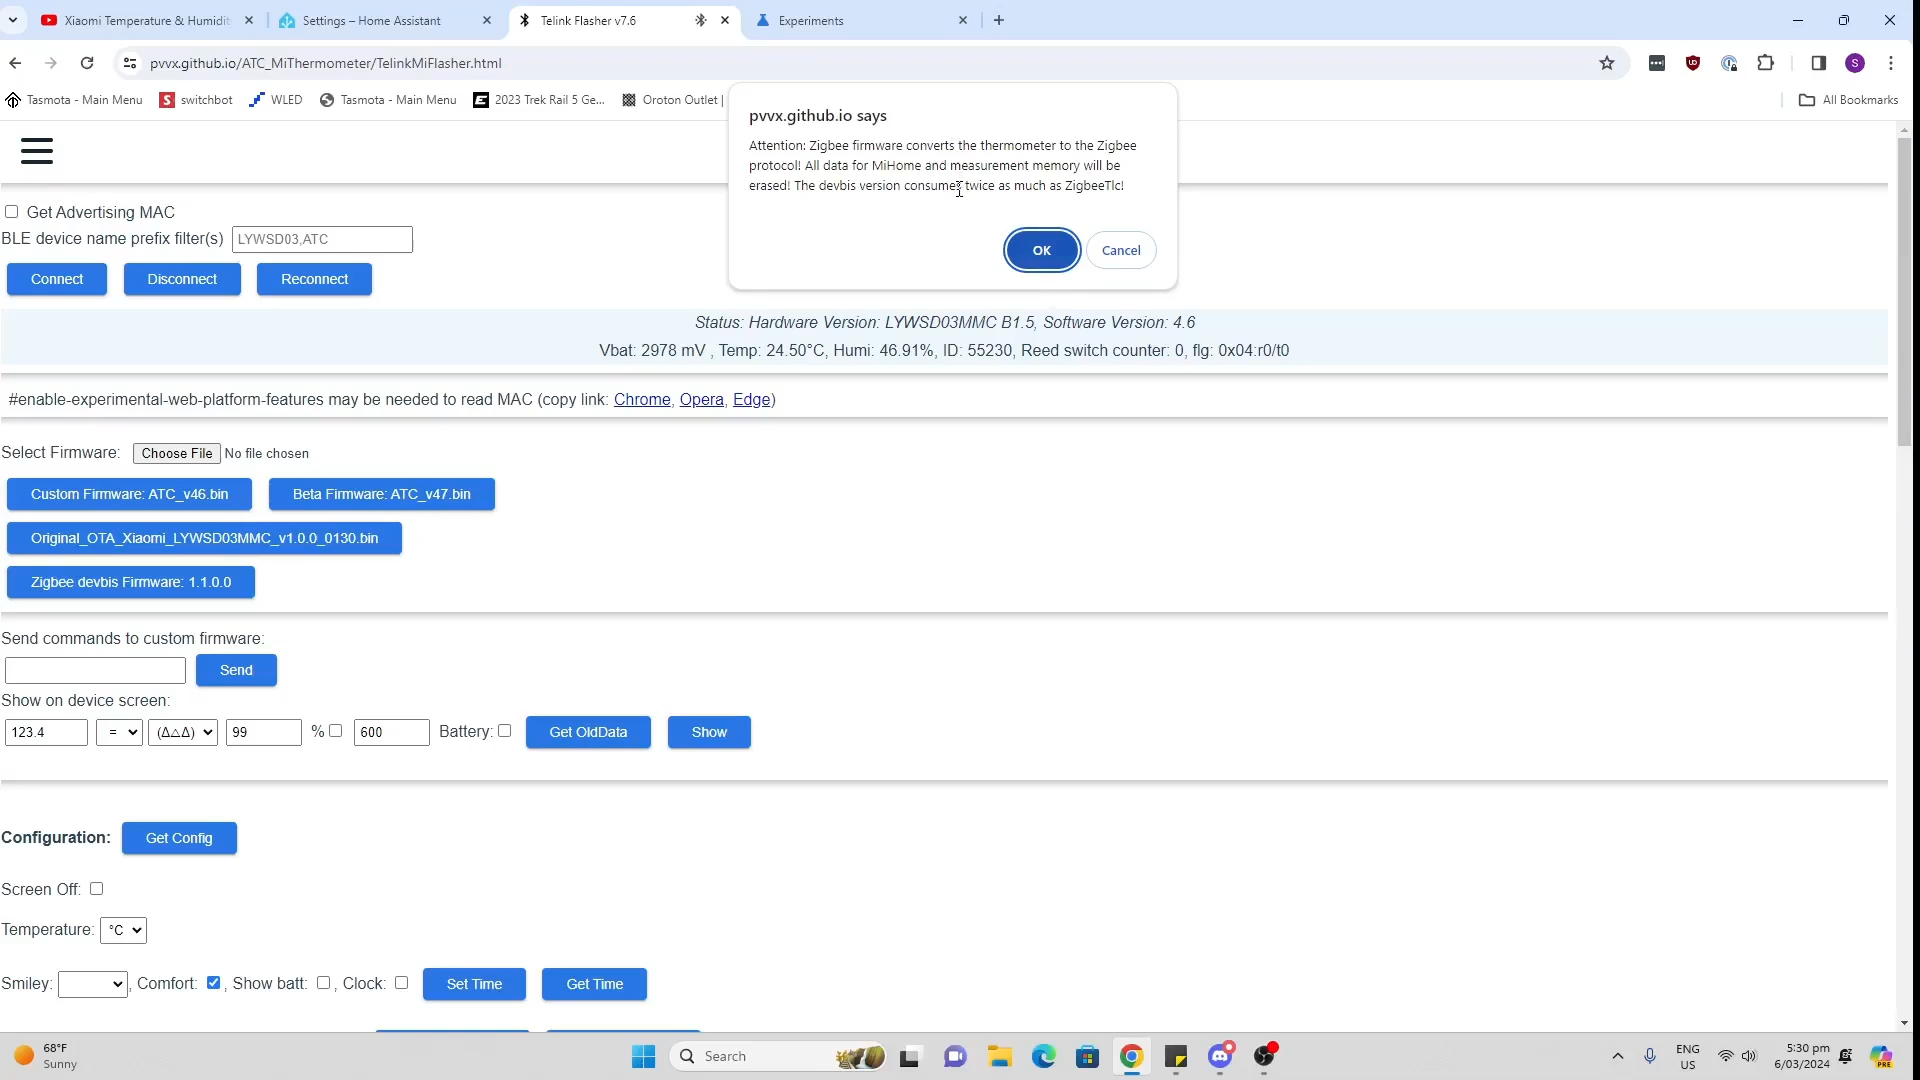 Xiaomi Temperature & Humidit
Settings – Home Assistant
Telink Flasher v7.6
Experiments
pvvx.github.io/ATC_MiThermometer/TelinkMiFlasher.html
S
Tasmota - Main Menu
switchbot
WLED
Tasmota - Main Menu
2023 Trek Rail 5 Ge...
Oroton Outlet |
All Bookmarks
pvvx.github.io says
Attention: Zigbee firmware converts the thermometer to the Zigbee
protocol! All data for MiHome and measurement memory will be
erased! The devbis version consumes twice as much as ZigbeeTlc!
OK
Cancel
Get Advertising MAC
BLE device name prefix filter(s)
LYWSD03,ATC
Connect
Disconnect
Reconnect
Status: Hardware Version: LYWSD03MMC B1.5, Software Version: 4.6
Vbat: 2978 mV , Temp: 24.50°C, Humi: 46.91%, ID: 55230, Reed switch counter: 0, flg: 0x04:r0/t0
#enable-experimental-web-platform-features may be needed to read MAC (copy link: Chrome, Opera, Edge)
Select Firmware: Choose File No file chosen
Custom Firmware: ATC_v46.bin
Beta Firmware: ATC_v47.bin
Original_OTA_Xiaomi_LYWSD03MMC_v1.0.0_0130.bin
Zigbee devbis Firmware: 1.1.0.0
Send commands to custom firmware:
Send
Show on device screen:
123.4 = (Δ△Δ) 99 % 600 Battery: Get OldData Show
Configuration: Get Config
Screen Off:
Temperature: °C
Smiley: , Comfort: , Show batt: , Clock: Set Time Get Time
68°F
Sunny
Search
ENG
US
5:30 pm
6/03/2024
PRE